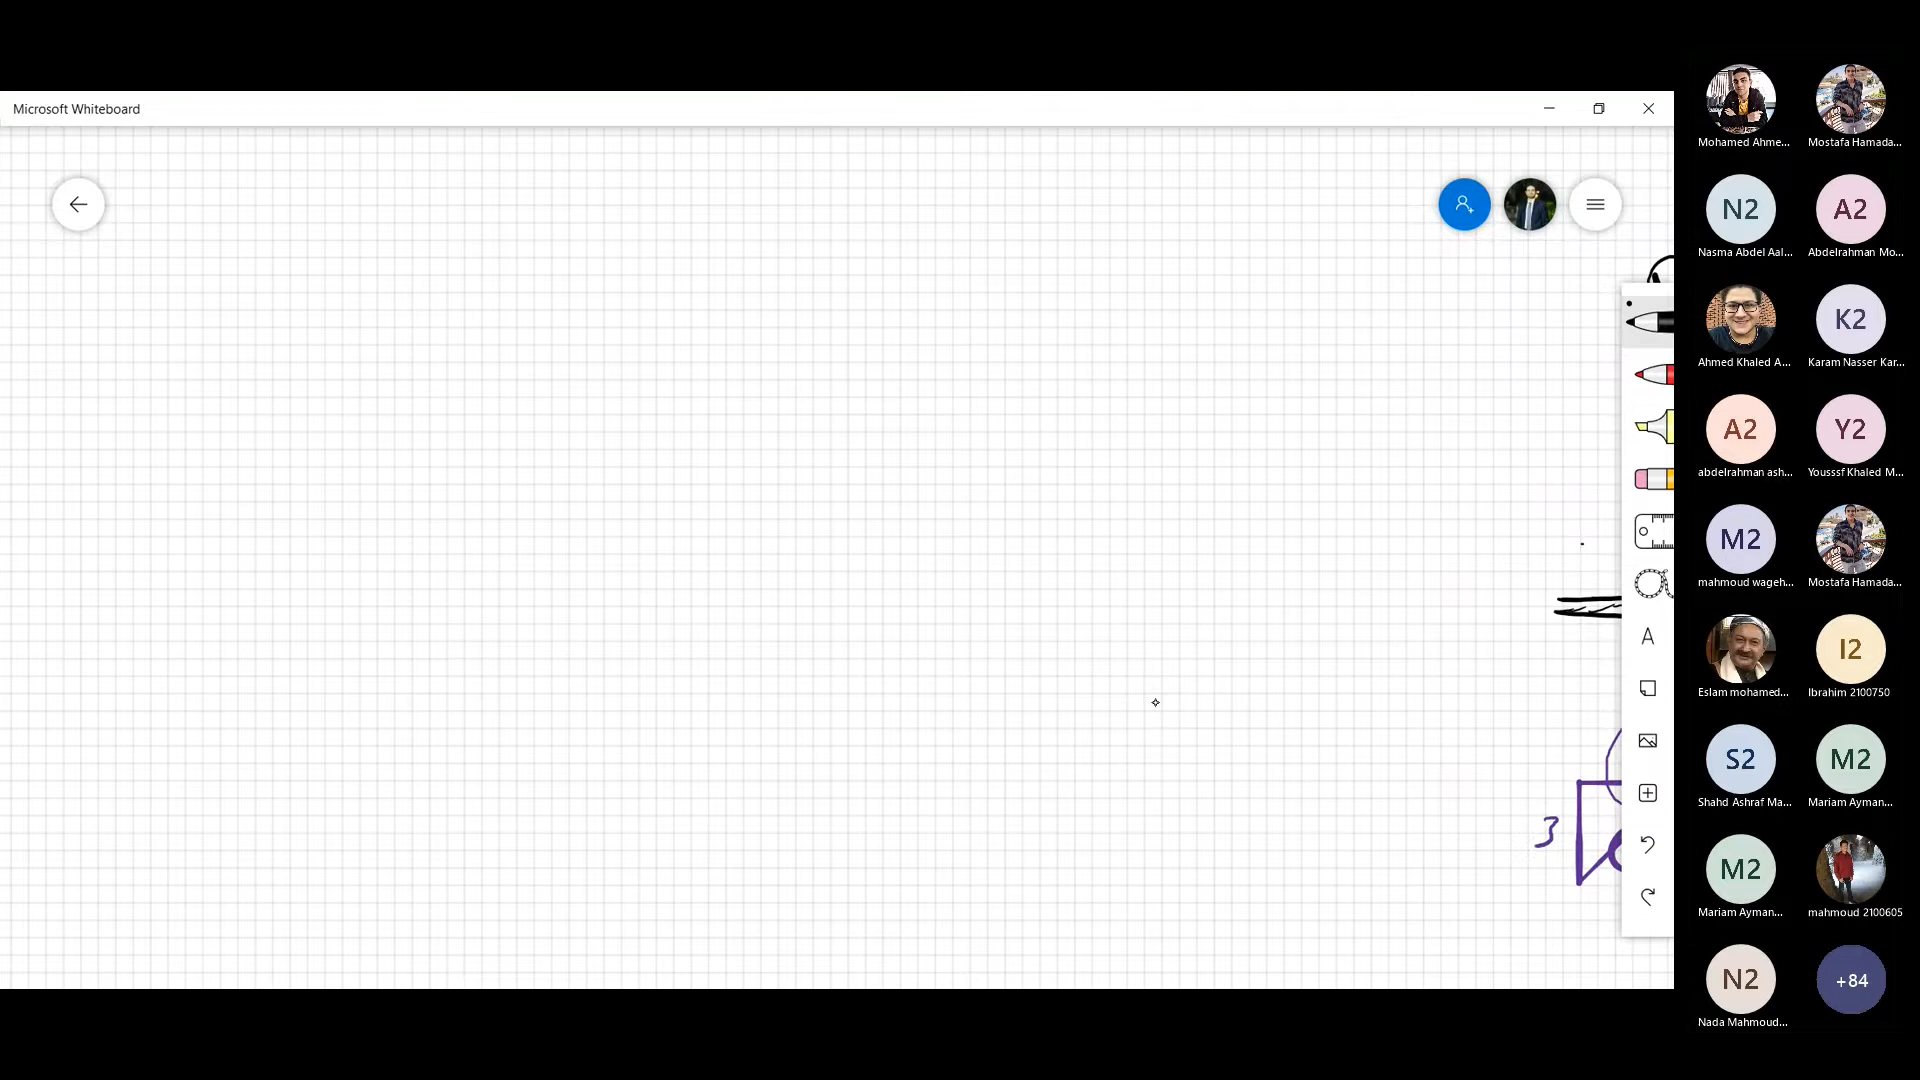 Microsoft Whiteboard
Mohamed Ahme...
Mostafa Hamada...
N2
A2
Nasma Abdel Aal...
Abdelrahman Mo...
K2
Ahmed Khaled A...
Karam Nasser Kar...
A2
Y2
abdelrahman ash...
Yousssf Khaled M...
M2
mahmoud wageh...
Mostafa Hamada...
I2
Eslam mohamed...
Ibrahim 2100750
S2
M2
Shahd Ashraf Ma...
Mariam Ayman...
3
M2
Mariam Ayman...
mahmoud 2100605
N2
+84
Nada Mahmoud...